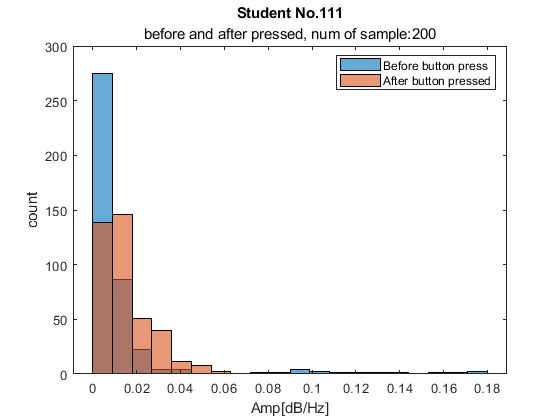 Student No.111
before and after pressed, num of sample:200
300
250
200
150
100
50
0
count
Before button press
After button pressed
0 0.02 0.04 0.06 0.08 0.1 0.12 0.14 0.16 0.18
Amp[dB/Hz]